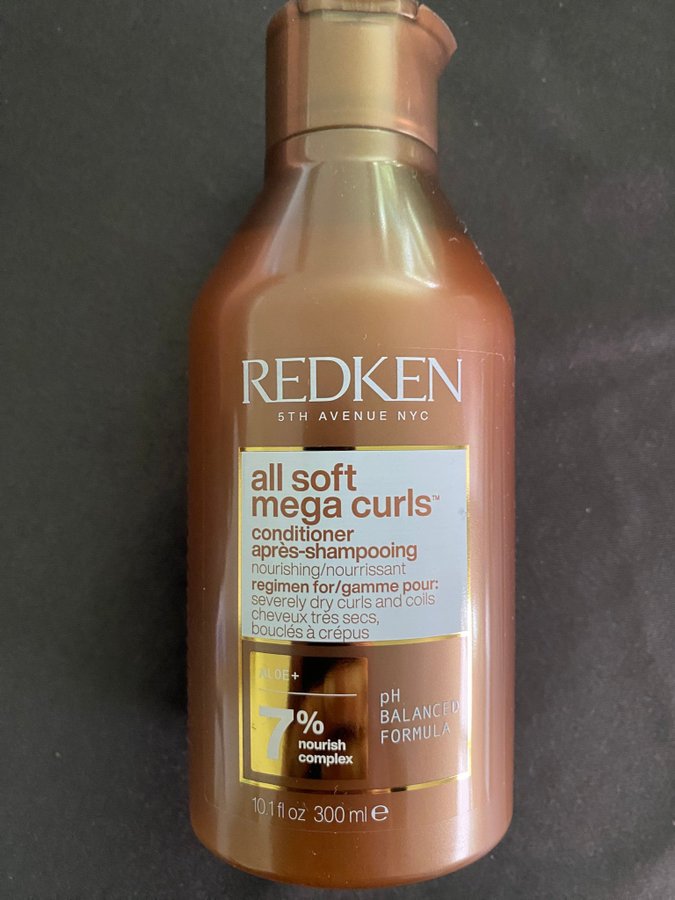 REDKEN
5TH AVENUE NYC
all soft
mega curls™
conditioner
après-shampooing
nourishing/nourrissant
regimen for/gamme pour:
severely dry curls and coils
cheveux très secs,
bouclés à crépus
ALOE+
7%
nourish
complex
pH
BALANCED
FORMULA
10.1 fl oz 300 ml ℮